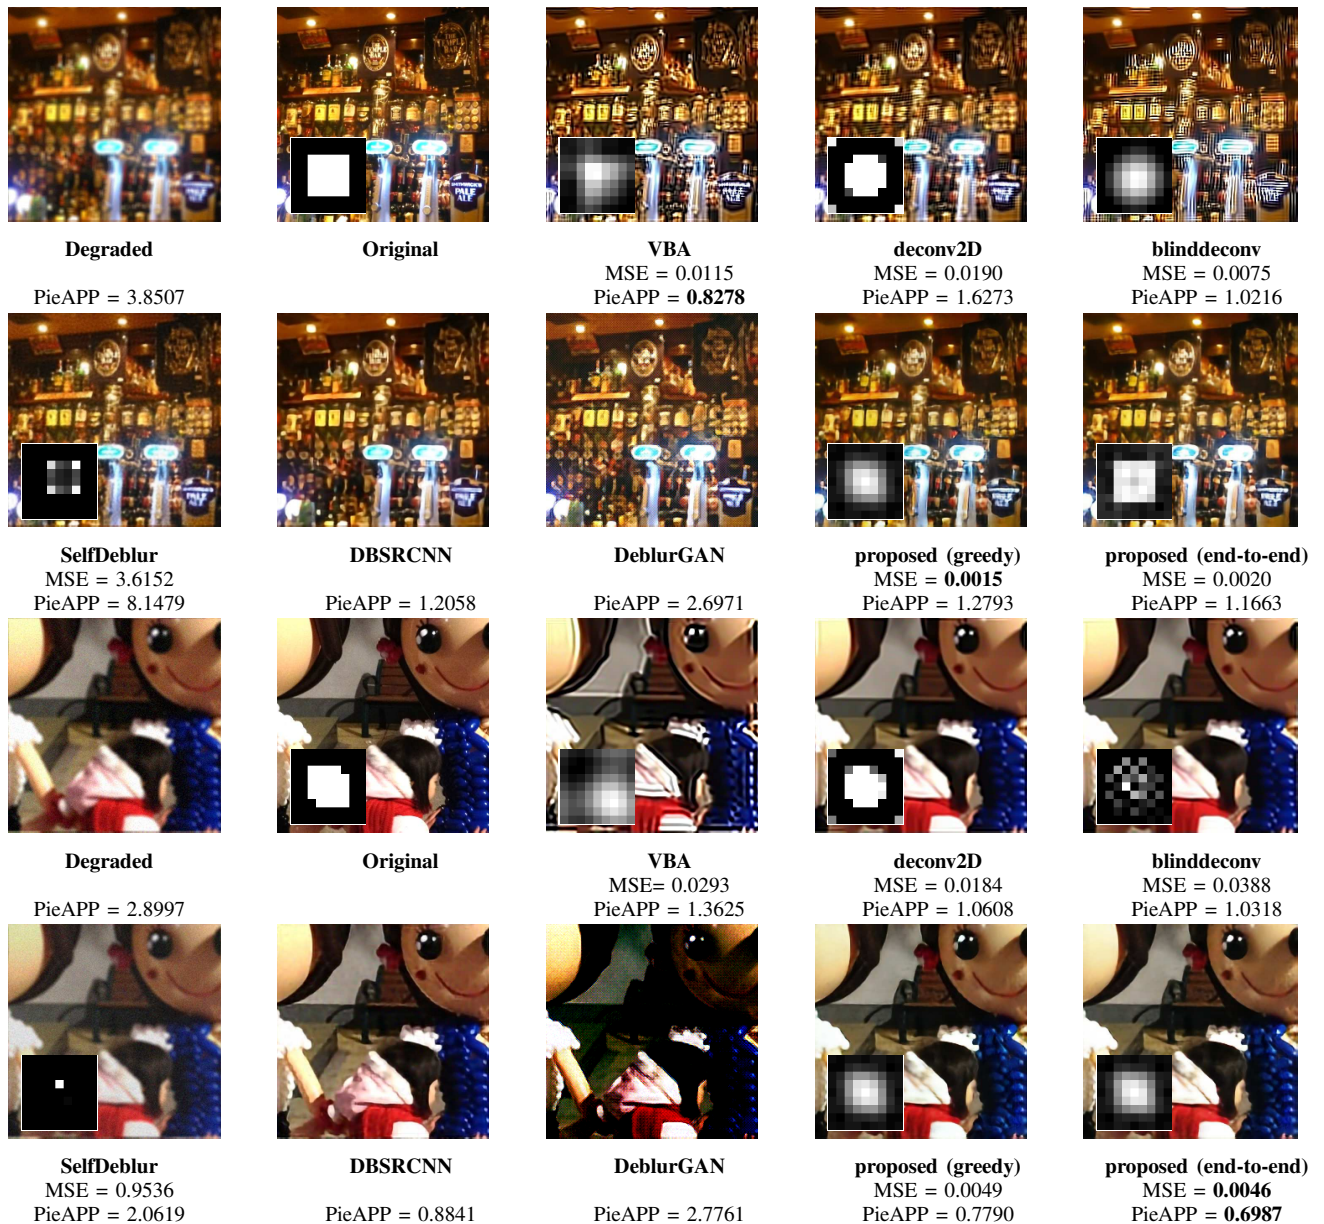 Degraded
Original
VBA
deconv2D
blinddeconv
MSE = 0.0115
MSE = 0.0190
MSE = 0.0075
PieAPP = 3.8507
PieAPP = 0.8278
PieAPP = 1.6273
PieAPP = 1.0216
SelfDeblur
DBSRCNN
DeblurGAN
proposed (greedy)
proposed (end-to-end)
MSE = 3.6152
MSE = 0.0015
MSE = 0.0020
PieAPP = 8.1479
PieAPP = 1.2058
PieAPP = 2.6971
PieAPP = 1.2793
PieAPP = 1.1663
Degraded
Original
VBA
deconv2D
blinddeconv
MSE= 0.0293
MSE = 0.0184
MSE = 0.0388
PieAPP = 2.8997
PieAPP = 1.3625
PieAPP = 1.0608
PieAPP = 1.0318
SelfDeblur
DBSRCNN
DeblurGAN
proposed (greedy)
proposed (end-to-end)
MSE = 0.9536
MSE = 0.0049
MSE = 0.0046
PieAPP = 2.0619
PieAPP = 0.8841
PieAPP = 2.7761
PieAPP = 0.7790
PieAPP = 0.6987